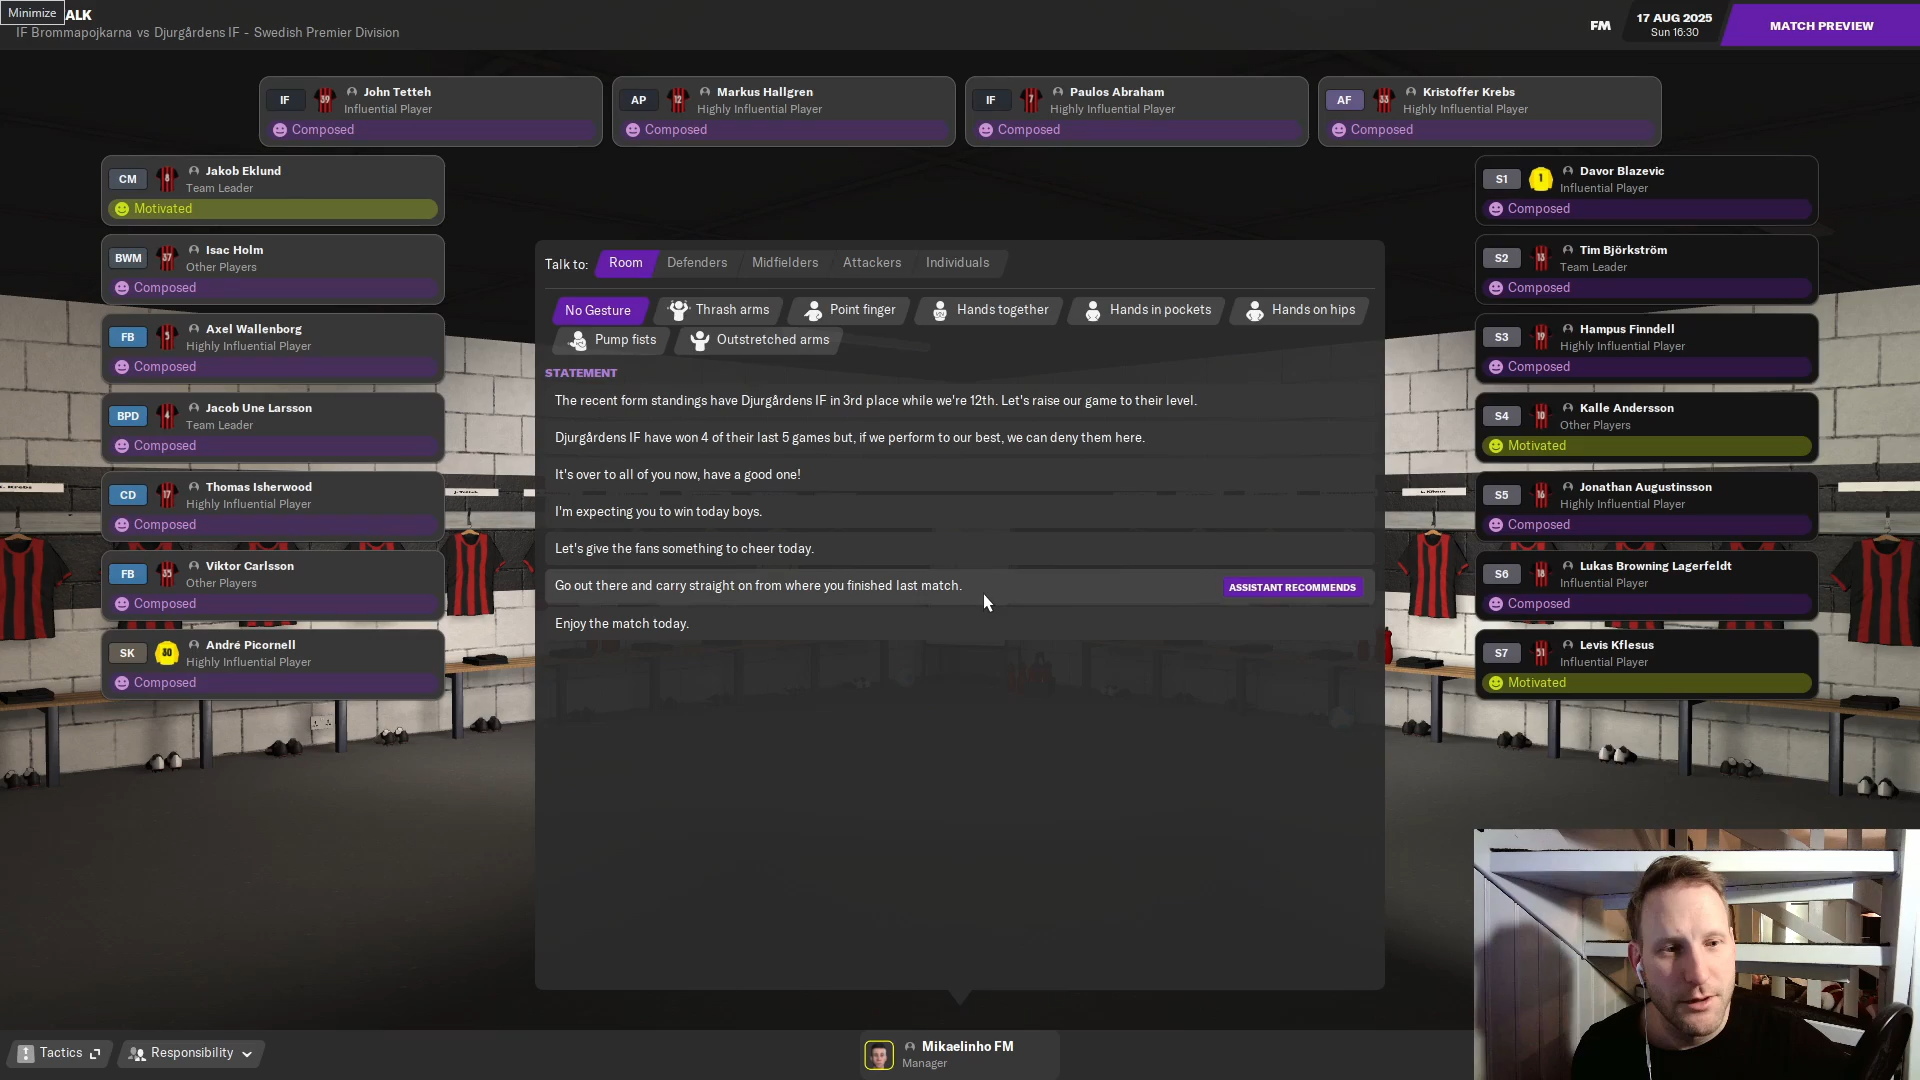 Minimize
ALK
IF Brommapojkarna vs Djurgårdens IF - Swedish Premier Division
FM
17 AUG 2025
Sun 16:30
MATCH PREVIEW
IF
39
John Tetteh
Influential Player
Composed
AP
12
Markus Hallgren
Highly Influential Player
Composed
IF
7
Paulos Abraham
Highly Influential Player
Composed
AF
33
Kristoffer Krebs
Highly Influential Player
Composed
CM
Jakob Eklund
Team Leader
Motivated
BWM
37
Isac Holm
Other Players
Composed
FB
Axel Wallenborg
Highly Influential Player
Composed
BPD
4
Jacob Une Larsson
Team Leader
Composed
CD
17
Thomas Isherwood
Highly Influential Player
Composed
FB
Viktor Carlsson
Other Players
Composed
SK
André Picornell
Highly Influential Player
Composed
Talk to:
Room
Defenders
Midfielders
Attackers
Individuals
No Gesture
Thrash arms
Point finger
Hands together
Hands in pockets
Hands on hips
Pump fists
Outstretched arms
STATEMENT
The recent form standings have Djurgårdens IF in 3rd place while we're 12th. Let's raise our game to their level.
Djurgårdens IF have won 4 of their last 5 games but, if we perform to our best, we can deny them here.
It's over to all of you now, have a good one!
I'm expecting you to win today boys.
Let's give the fans something to cheer today.
Go out there and carry straight on from where you finished last match.
ASSISTANT RECOMMENDS
Enjoy the match today.
S1
1
Davor Blazevic
Influential Player
Composed
S2
13
Tim Björkström
Team Leader
Composed
S3
19
Hampus Finndell
Highly Influential Player
Composed
S4
10
Kalle Andersson
Other Players
Motivated
S5
16
Jonathan Augustinsson
Highly Influential Player
Composed
S6
18
Lukas Browning Lagerfeldt
Influential Player
Composed
S7
Levis Kflesus
Influential Player
Motivated
Tactics
Responsibility
Mikaelinho FM
Manager